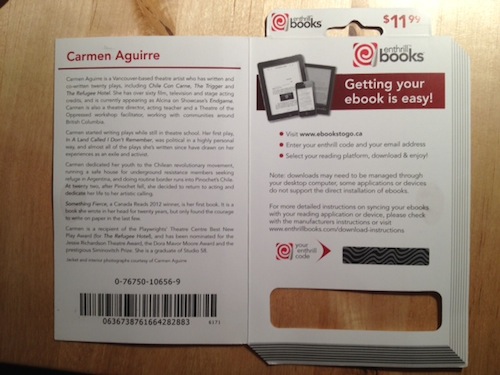 Carmen Aguirre
Carmen Aguirre is a Vancouver-based theatre artist who has written and
co-written twenty plays, including Chile Con Carne, The Trigger and
The Refugee Hotel. She has over sixty film, television and stage acting
credits, and is currently appearing as Alcina on Showcase's Endgame.
Carmen is also a theatre director, acting teacher and a Theatre of the
Oppressed workshop facilitator, working with communities around
British Columbia.
Carmen started writing plays while still in theatre school. Her first play,
In A Land Called I Don't Remember, was political in a highly personal
way, and almost all of the plays she's written since have drawn on her
experiences as an exile and activist.
Carmen dedicated her youth to the Chilean revolutionary movement,
running a safe house for underground resistance members seeking
refuge in Argentina, and doing routine border runs into Pinochet's Chile.
At twenty two, after Pinochet fell, she decided to return to acting and
dedicate her life to her artistic calling.
Something Fierce, a Canada Reads 2012 winner, is her first book. It is a
book she wrote in her head for twenty years, but only found the courage
to write on paper in the last few.
Carmen is a recipient of the Playwrights' Theatre Centre Best New
Play Award (for The Refugee Hotel), and has been nominated for the
Jessie Richardson Theatre Award, the Dora Mavor Moore Award and the
prestigious Siminovitch Prize. She is a graduate of Studio 58.
Jacket and interior photographs courtesy of Carmen Aguirre
0-76750-10656-9
0636738761664282883
6171
enthrill
books
$11.99
enthrill
books
Getting your
ebook is easy!
Visit www.ebookstogo.ca
Enter your enthrill code and your email address
Select your reading platform, download & enjoy!
Note: downloads may need to be managed through
your desktop computer, some applications or devices
do not support the direct installation of ebooks.
For more detailed instructions on syncing your ebooks
with your reading application or device, please check
with the manufacturers instructions or visit
www.enthrillbooks.com/download-instructions.
your
enthrill
code